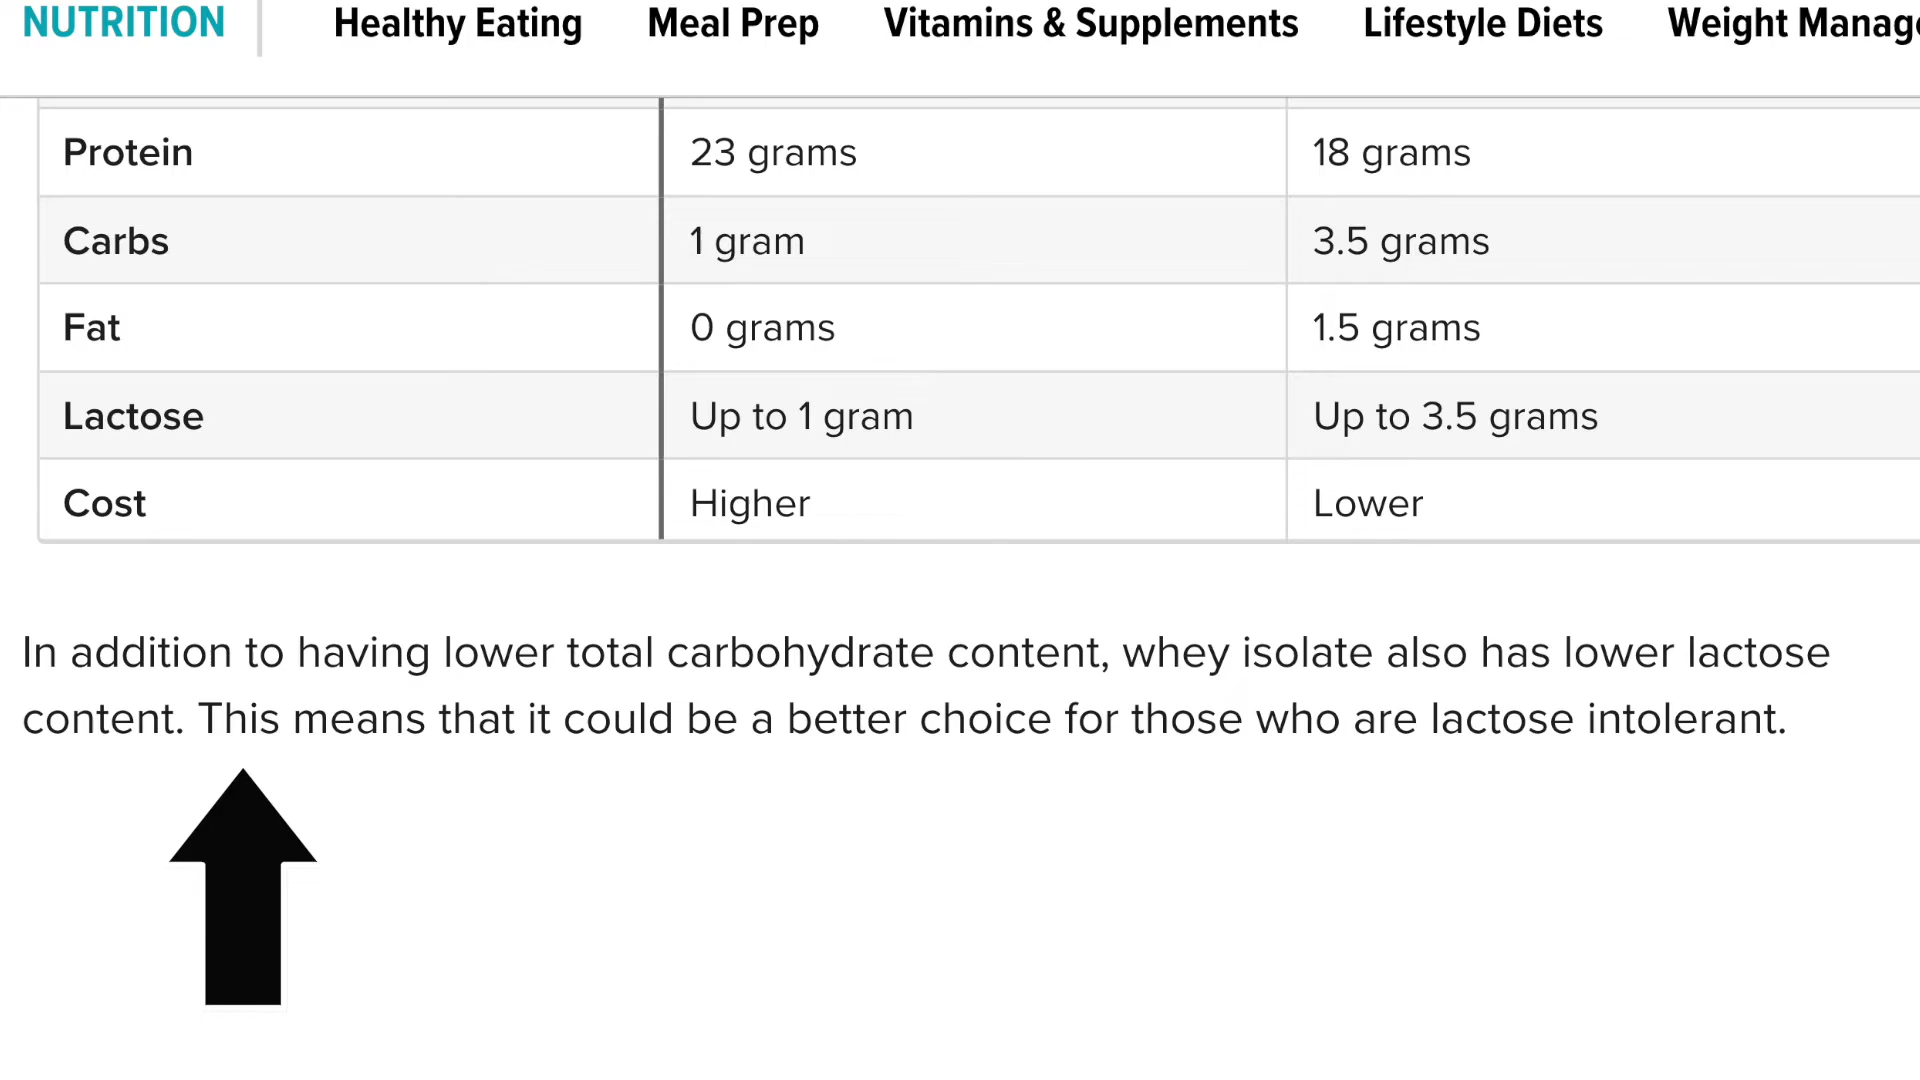 NUTRITION Healthy Eating Meal Prep Vitamins & Supplements Lifestyle Diets Weight
Protein 23 grams 18 grams
Carbs 1 gram 3.5 grams
Fat 0 grams 1.5 grams
Lactose Up to 1 gram Up to 3.5 grams
Cost Higher Lower
In addition to having lower total carbohydrate content, whey isolate also has lower lactose
content. This means that it could be a better choice for those who are lactose intolerant.